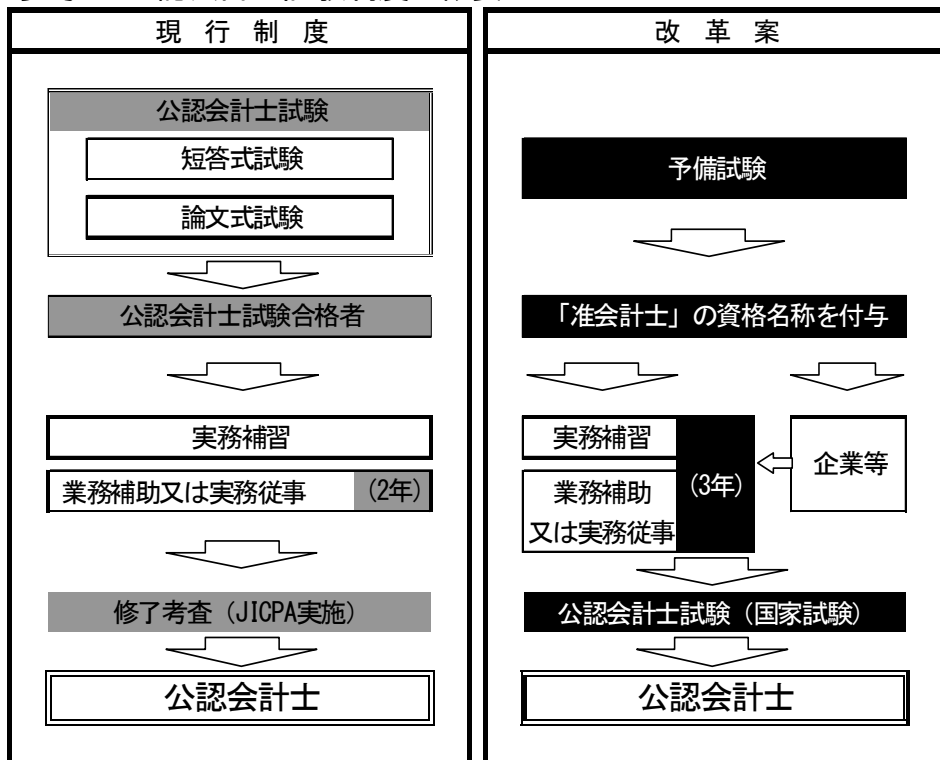 現行制度
公認会計士試験
短答式試験
論文式試験
公認会計士試験合格者
実務補習
業務補助又は実務従事 (2年)
修了考査（JICPA実施）
公認会計士
改革案
予備試験
「准会計士」の資格名称を付与
実務補習
業務補助
又は実務従事
(3年)
企業等
公認会計士試験（国家試験）
公認会計士